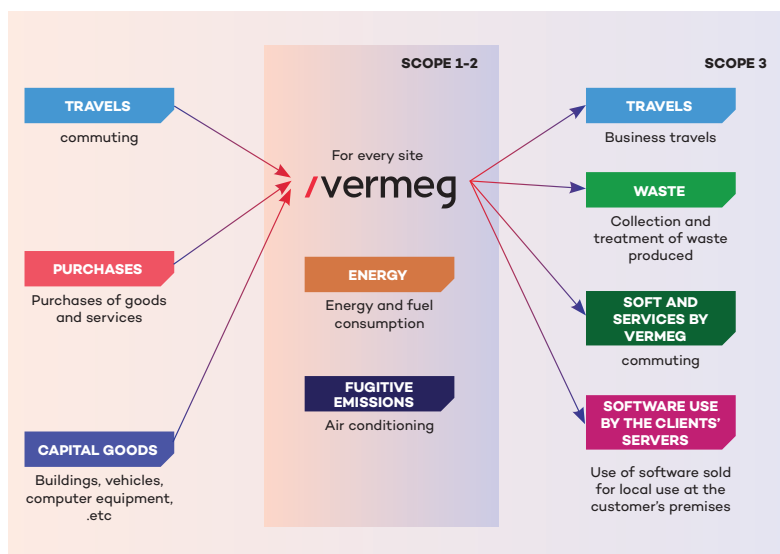 SCOPE 1-2
SCOPE 3
TRAVELS
commuting
PURCHASES
Purchases of goods
and services
CAPITAL GOODS
Buildings, vehicles,
computer equipment,
.etc
For every site
vermeg
ENERGY
Energy and fuel
consumption
FUGITIVE
EMISSIONS
Air conditioning
TRAVELS
Business travels
WASTE
Collection and
treatment of waste
produced
SOFT AND
SERVICES BY
VERMEG
commuting
SOFTWARE USE
BY THE CLIENTS’
SERVERS
Use of software sold
for local use at the
customer’s premises